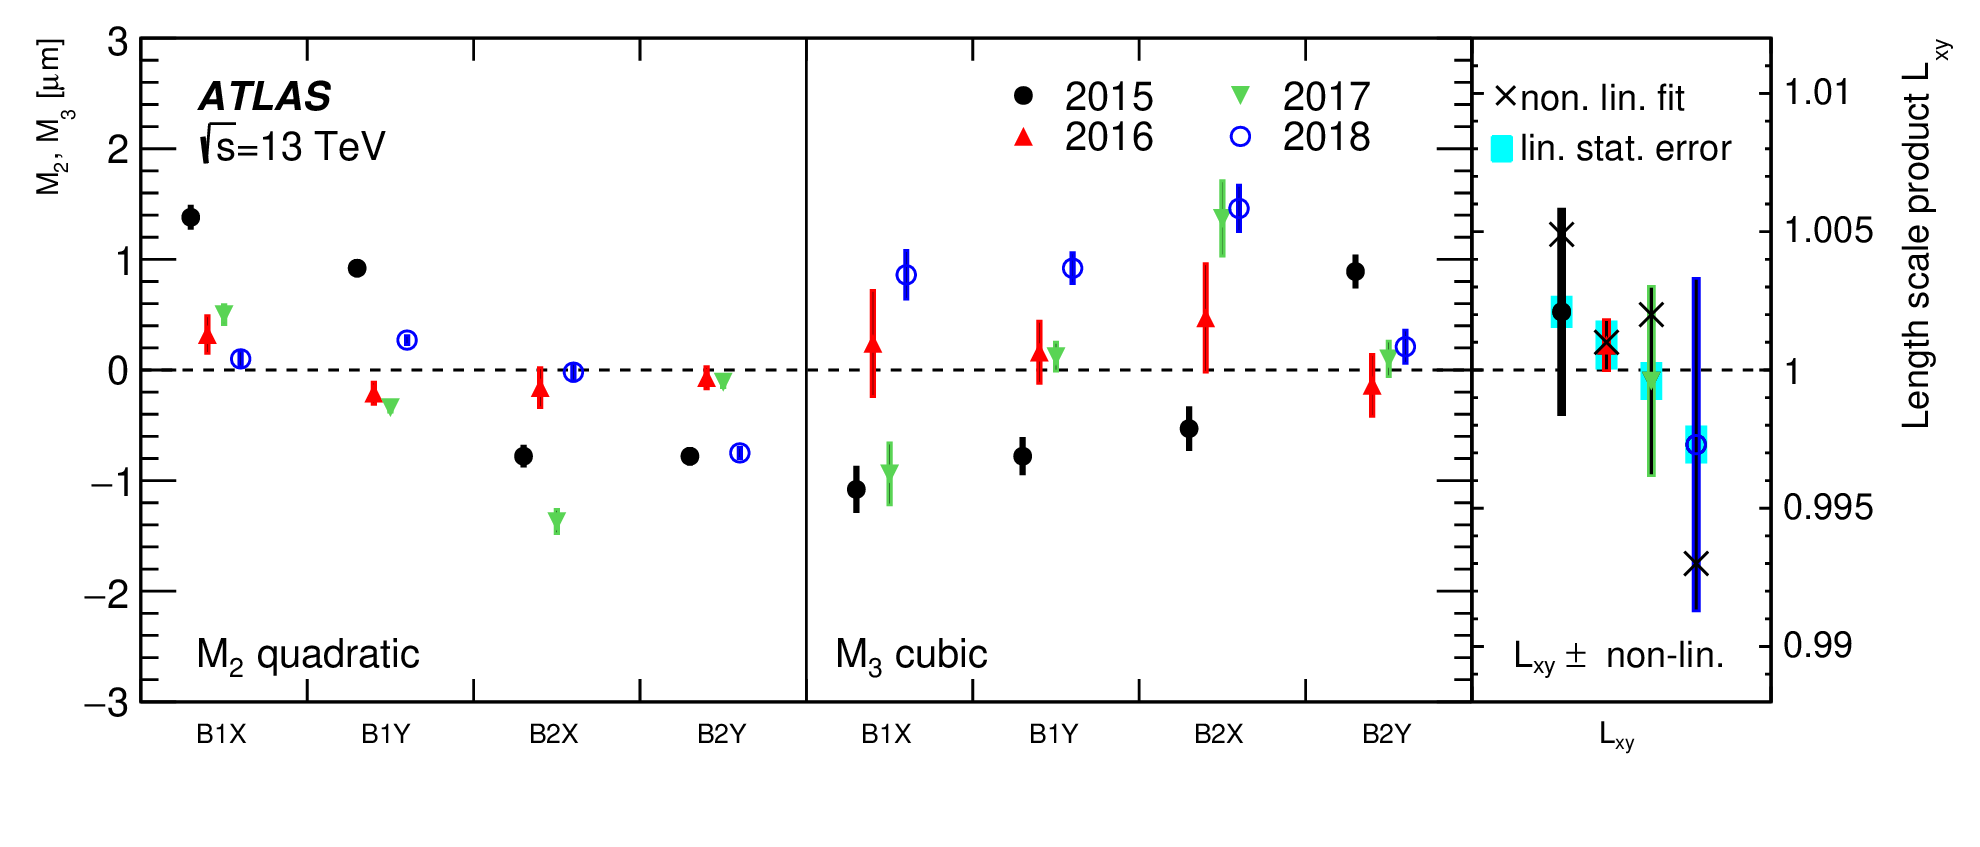 M2, M3 [μm]
3
2
1
0
−1
−2
−3
ATLAS
√s=13 TeV
2015
2016
2017
2018
non. lin. fit
lin. stat. error
M2 quadratic
M3 cubic
Lxy ± non-lin.
1.01
1.005
1
0.995
0.99
Length scale product Lxy
B1X B1Y B2X B2Y B1X B1Y B2X B2Y Lxy